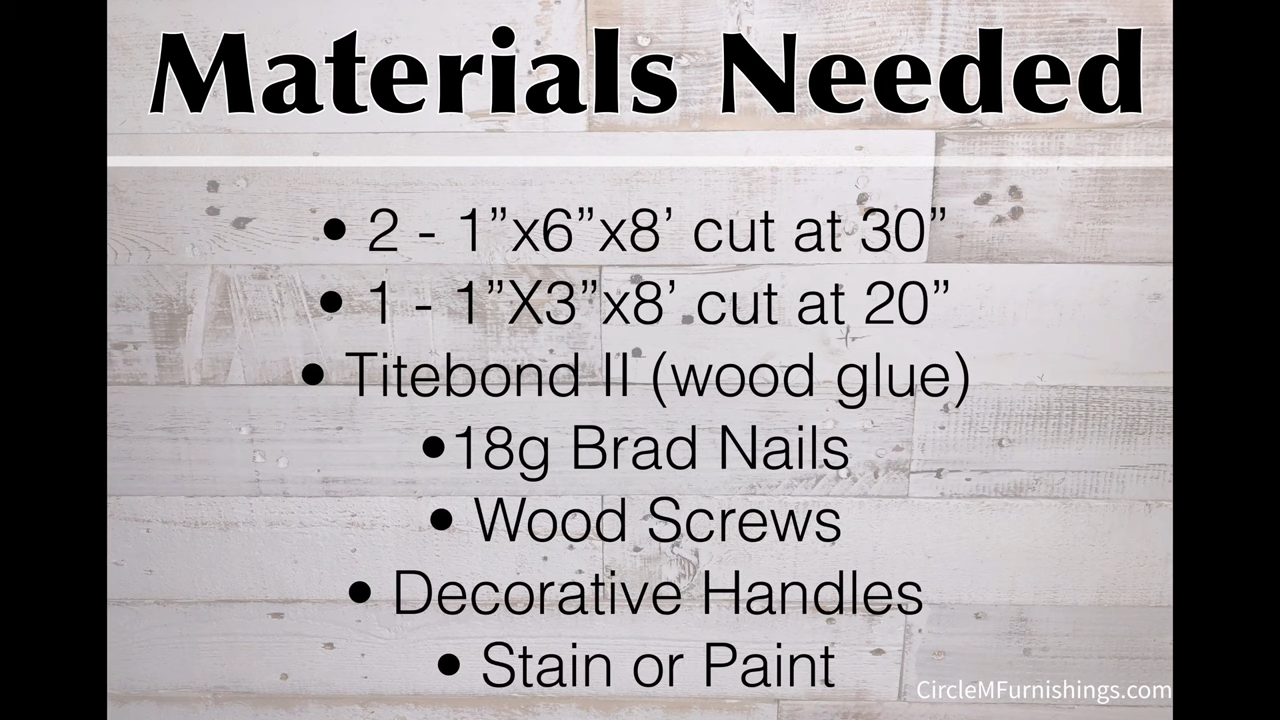 Materials Needed
• 2 - 1”x6”x8’ cut at 30”
• 1 - 1”X3”x8’ cut at 20”
• Titebond II (wood glue)
•18g Brad Nails
• Wood Screws
• Decorative Handles
• Stain or Paint
CircleMFurnishings.com